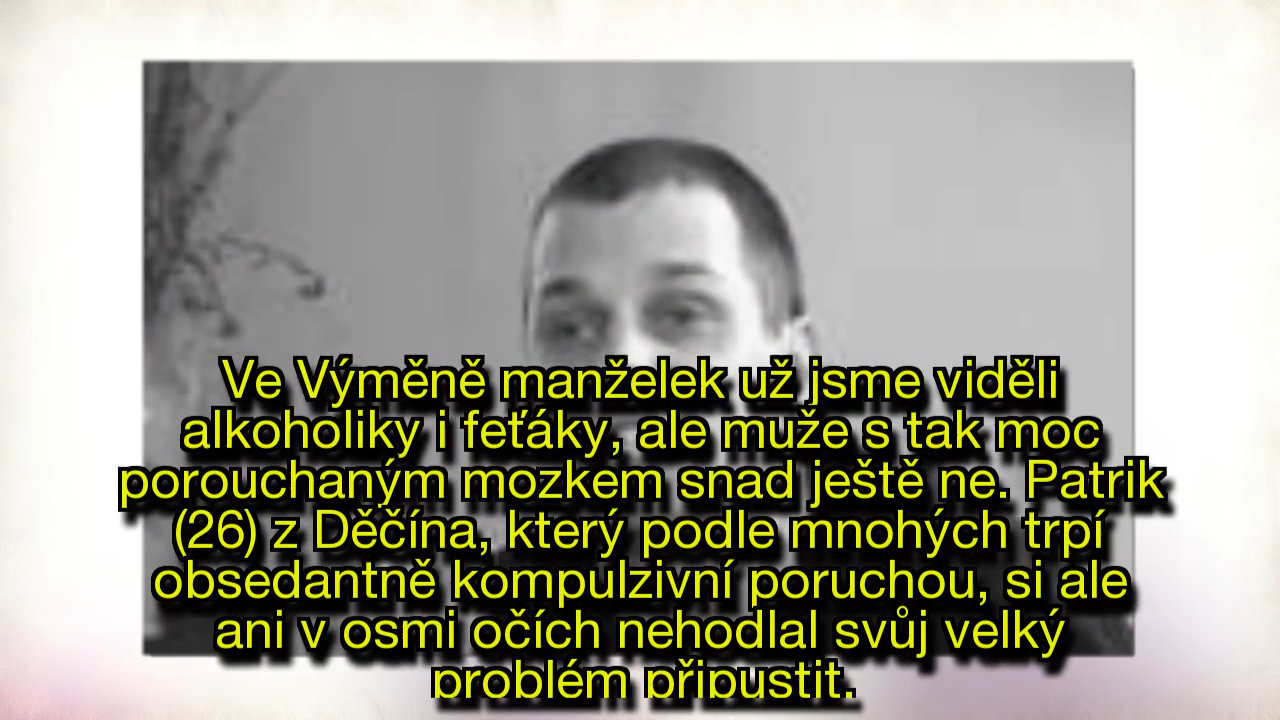 Ve Výměně manželek už jsme viděli
alkoholiky i feťáky, ale muže s tak moc
porouchaným mozkem snad ještě ne. Patrik
(26) z Děčína, který podle mnohých trpí
obsedantně kompulzivní poruchou, si ale
ani v osmi očích nehodlal svůj velký
problém připustit.